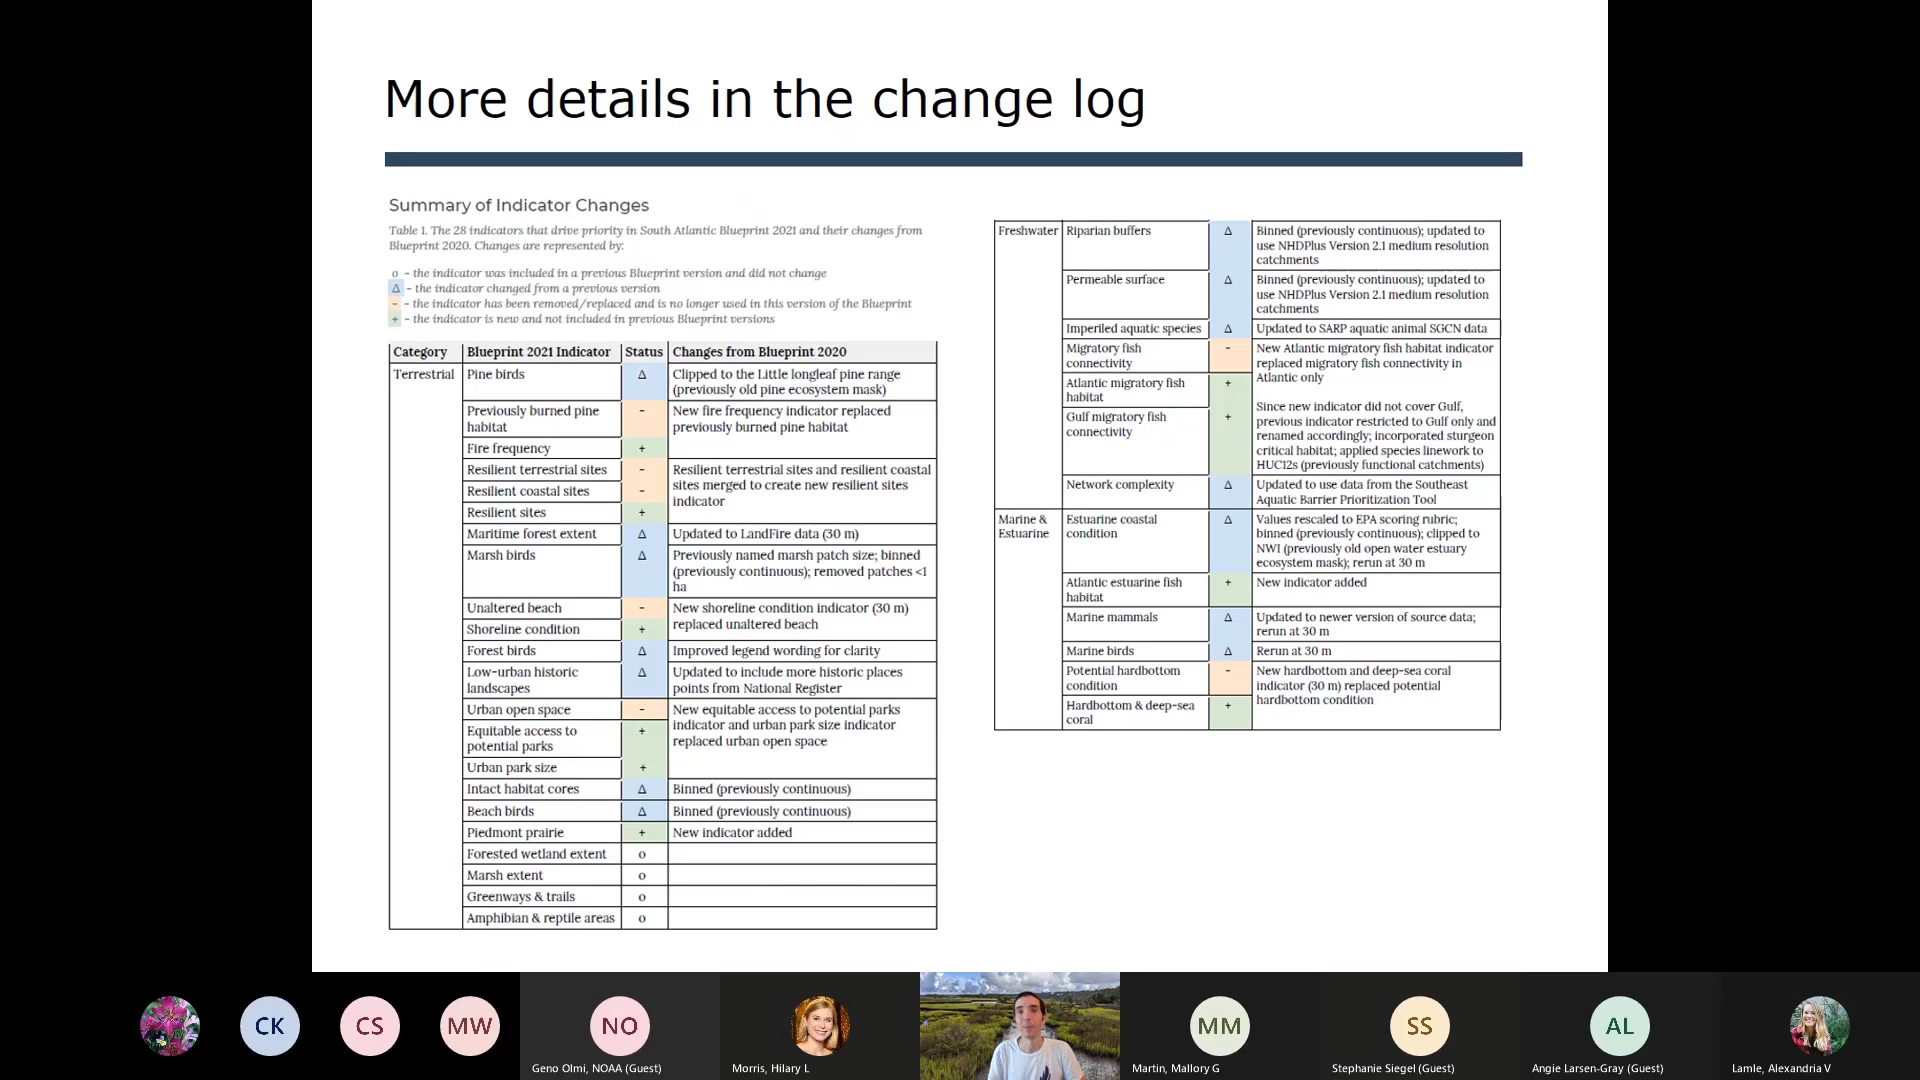 More details in the change log
Summary of Indicator Changes
Table 1. The 28 indicators that drive priority in South Atlantic Blueprint 2021 and their changes from
Blueprint 2020. Changes are represented by:
o – the indicator was included in a previous Blueprint version and did not change
Δ – the indicator changed from a previous version
- – the indicator has been removed/replaced and is no longer used in this version of the Blueprint
+ – the indicator is new and not included in previous Blueprint versions
Category Blueprint 2021 Indicator Status Changes from Blueprint 2020
Terrestrial Pine birds Δ Clipped to the Little longleaf pine range
(previously old pine ecosystem mask)
Previously burned pine - New fire frequency indicator replaced
habitat previously burned pine habitat
Fire frequency +
Resilient terrestrial sites - Resilient terrestrial sites and resilient coastal
sites merged to create new resilient sites
Resilient coastal sites -
indicator
Resilient sites +
Maritime forest extent Δ Updated to LandFire data (30 m)
Marsh birds Δ Previously named marsh patch size; binned
(previously continuous); removed patches <1
ha
Unaltered beach - New shoreline condition indicator (30 m)
replaced unaltered beach
Shoreline condition +
Forest birds Δ Improved legend wording for clarity
Low-urban historic Δ Updated to include more historic places
landscapes points from National Register
Urban open space - New equitable access to potential parks
indicator and urban park size indicator
Equitable access to +
replaced urban open space
potential parks
Urban park size +
Intact habitat cores Δ Binned (previously continuous)
Beach birds Δ Binned (previously continuous)
Piedmont prairie + New indicator added
Forested wetland extent o
Marsh extent o
Greenways & trails o
Amphibian & reptile areas o
Freshwater Riparian buffers Δ Binned (previously continuous); updated to
use NHDPlus Version 2.1 medium resolution
catchments
Permeable surface Δ Binned (previously continuous); updated to
use NHDPlus Version 2.1 medium resolution
catchments
Imperiled aquatic species Δ Updated to SARP aquatic animal SGCN data
Migratory fish - New Atlantic migratory fish habitat indicator
connectivity replaced migratory fish connectivity in
Atlantic only
Atlantic migratory fish +
habitat
Since new indicator did not cover Gulf,
Gulf migratory fish + previous indicator restricted to Gulf only and
connectivity renamed accordingly; incorporated sturgeon
critical habitat; applied species linework to
HUC12s (previously functional catchments)
Network complexity Δ Updated to use data from the Southeast
Aquatic Barrier Prioritization Tool
Marine & Estuarine coastal Δ Values rescaled to EPA scoring rubric;
Estuarine condition binned (previously continuous); clipped to
NWI (previously old open water estuary
ecosystem mask); rerun at 30 m
Atlantic estuarine fish + New indicator added
habitat
Marine mammals Δ Updated to newer version of source data;
rerun at 30 m
Marine birds Δ Rerun at 30 m
Potential hardbottom - New hardbottom and deep-sea coral
condition indicator (30 m) replaced potential
hardbottom condition
Hardbottom & deep-sea +
coral
CK CS MW NO MM SS AL
Geno Olmi, NOAA (Guest) Morris, Hilary L Martin, Mallory G Stephanie Siegel (Guest) Angie Larsen-Gray (Guest) Lamle, Alexandria V